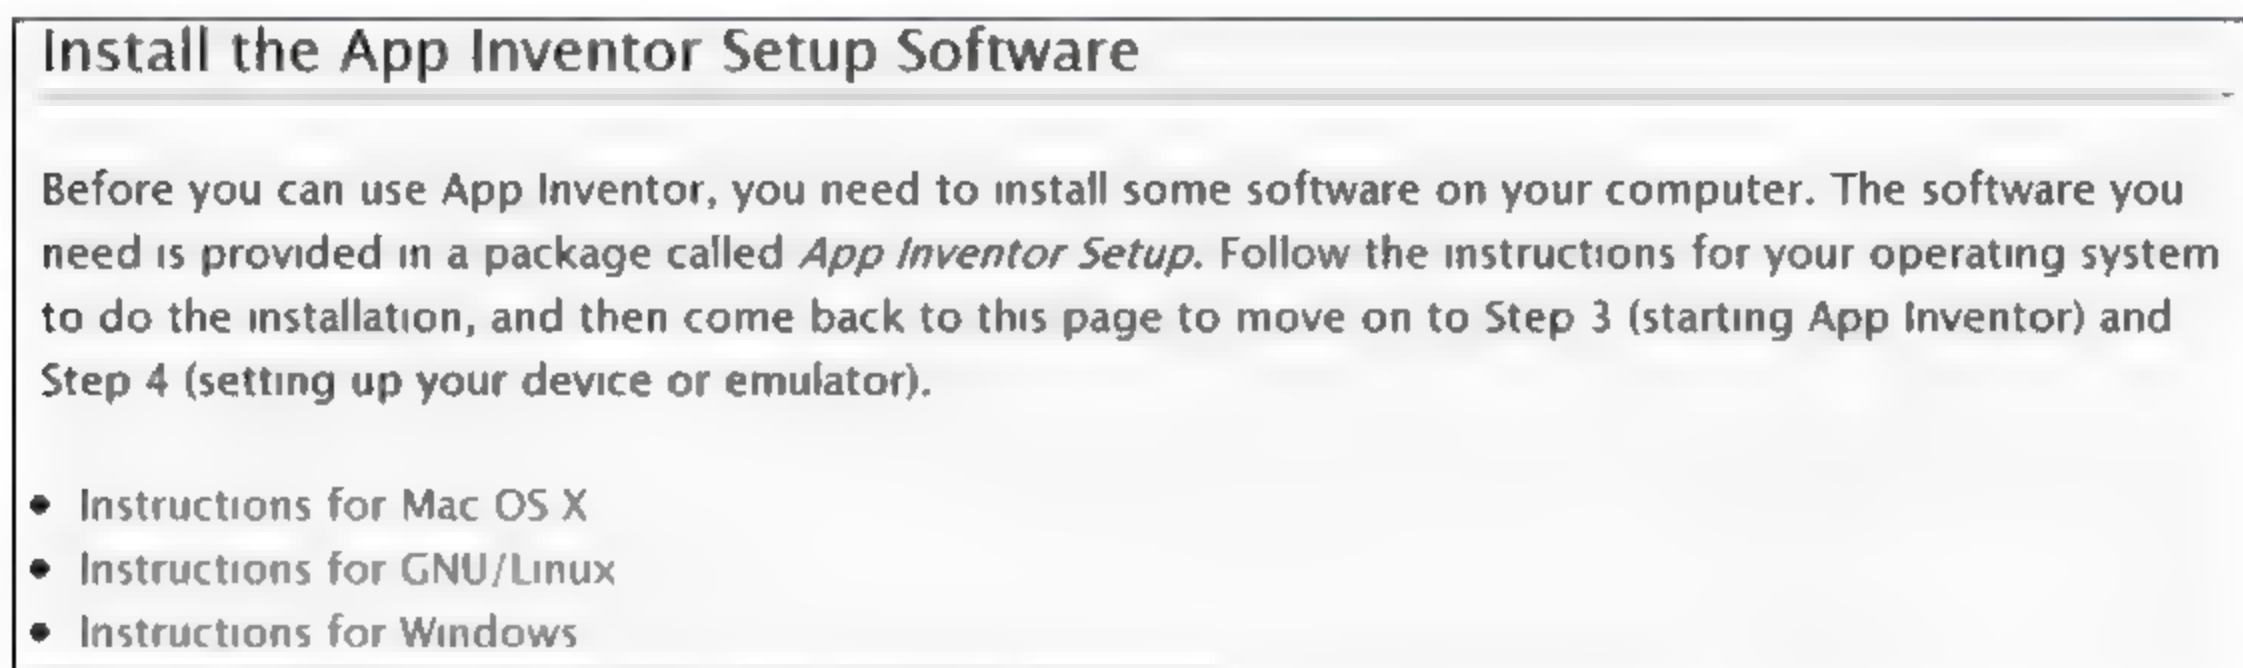 Install the App Inventor Setup Software
Before you can use App Inventor, you need to install some software on your computer. The software you
need is provided in a package called App Inventor Setup. Follow the instructions for your operating system
to do the installation, and then come back to this page to move on to Step 3 (starting App Inventor) and
Step 4 (setting up your device or emulator).
• Instructions for Mac OS X
• Instructions for GNU/Linux
• Instructions for Windows